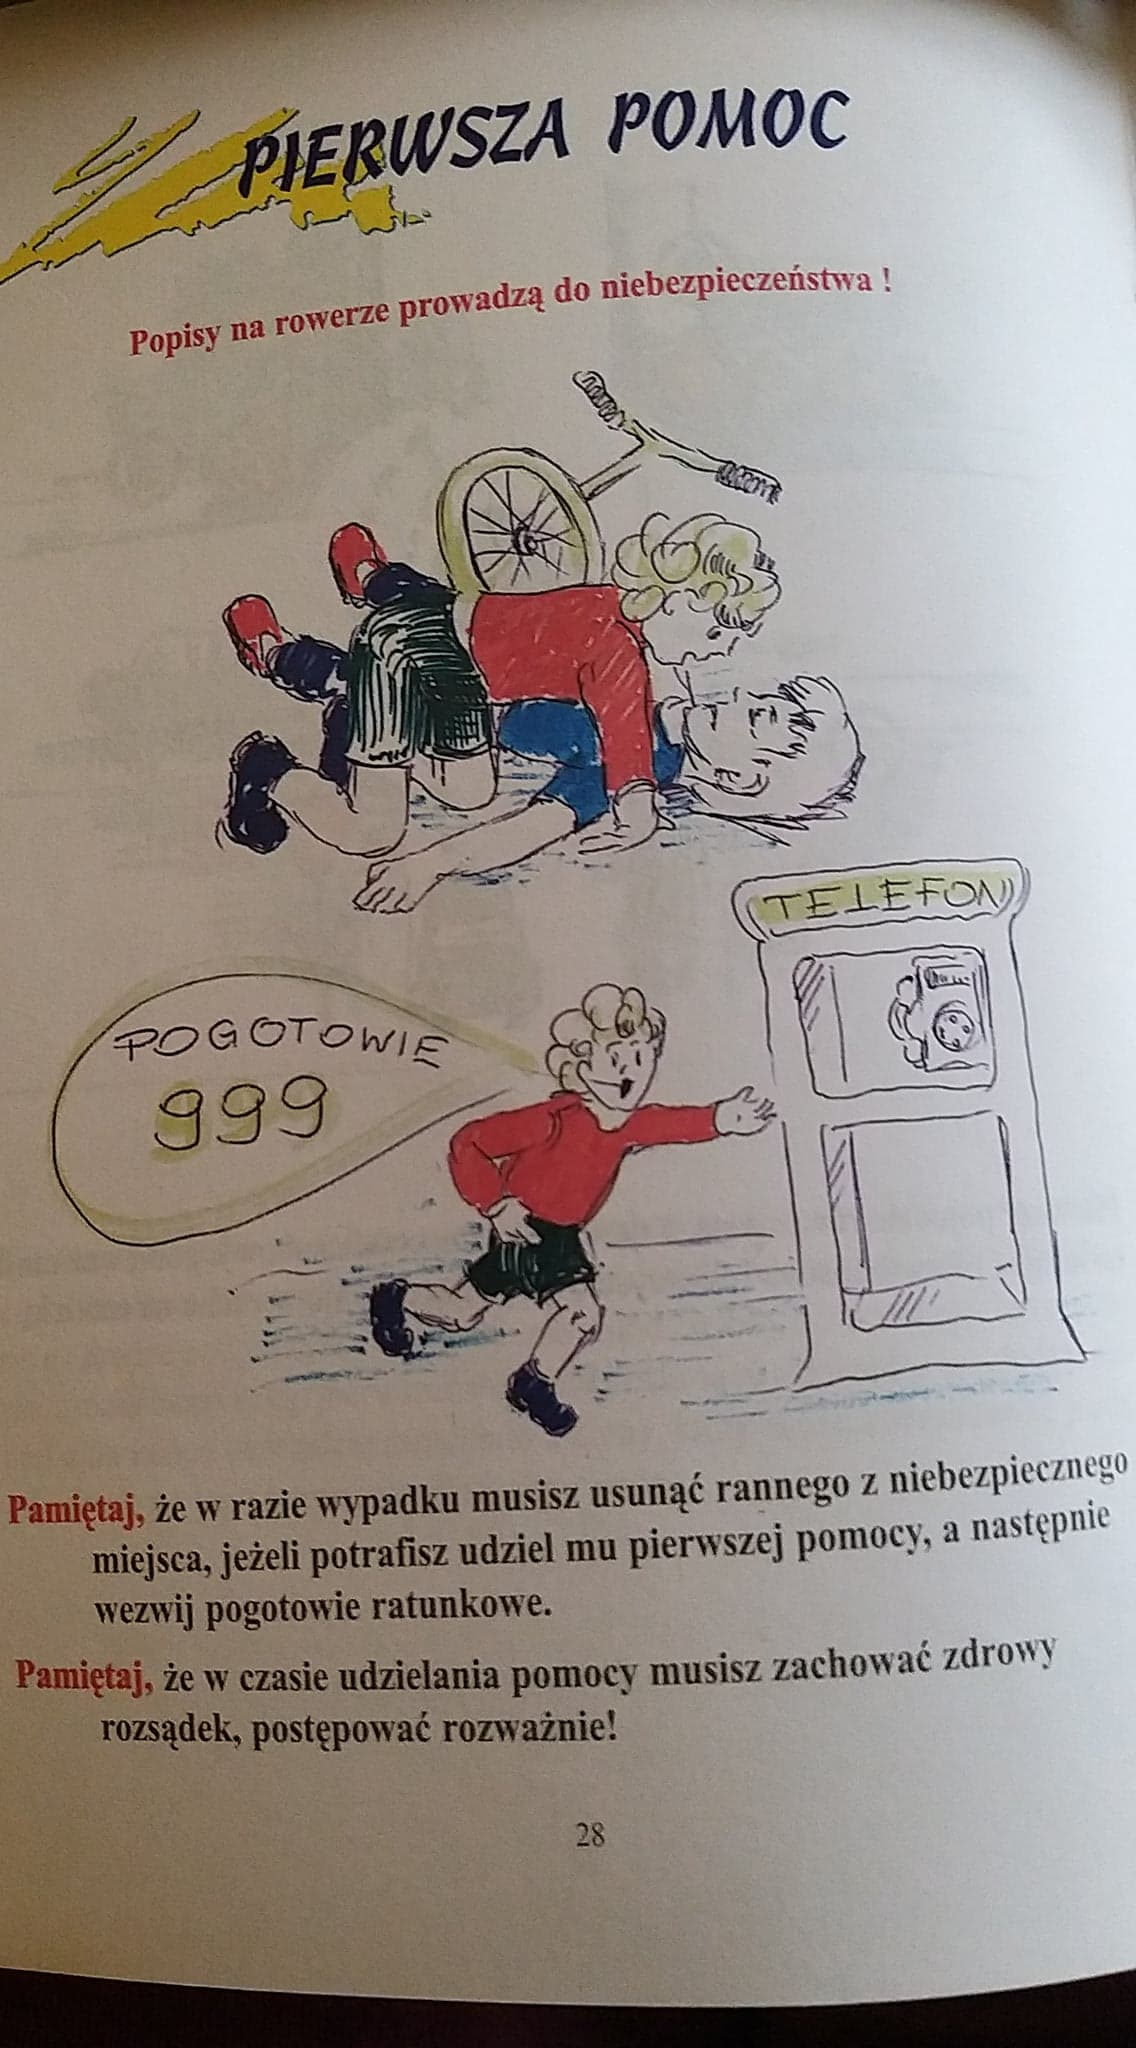 PIERWSZA POMOC
Popisy na rowerze prowadzą do niebezpieczeństwa !
TELEFON
POGOTOWIE
999
Pamiętaj, że w razie wypadku musisz usunąć rannego z niebezpiecznego
miejsca, jeżeli potrafisz udziel mu pierwszej pomocy, a następnie
wezwij pogotowie ratunkowe.
Pamiętaj, że w czasie udzielania pomocy musisz zachować zdrowy
rozsądek, postępować rozważnie!
28